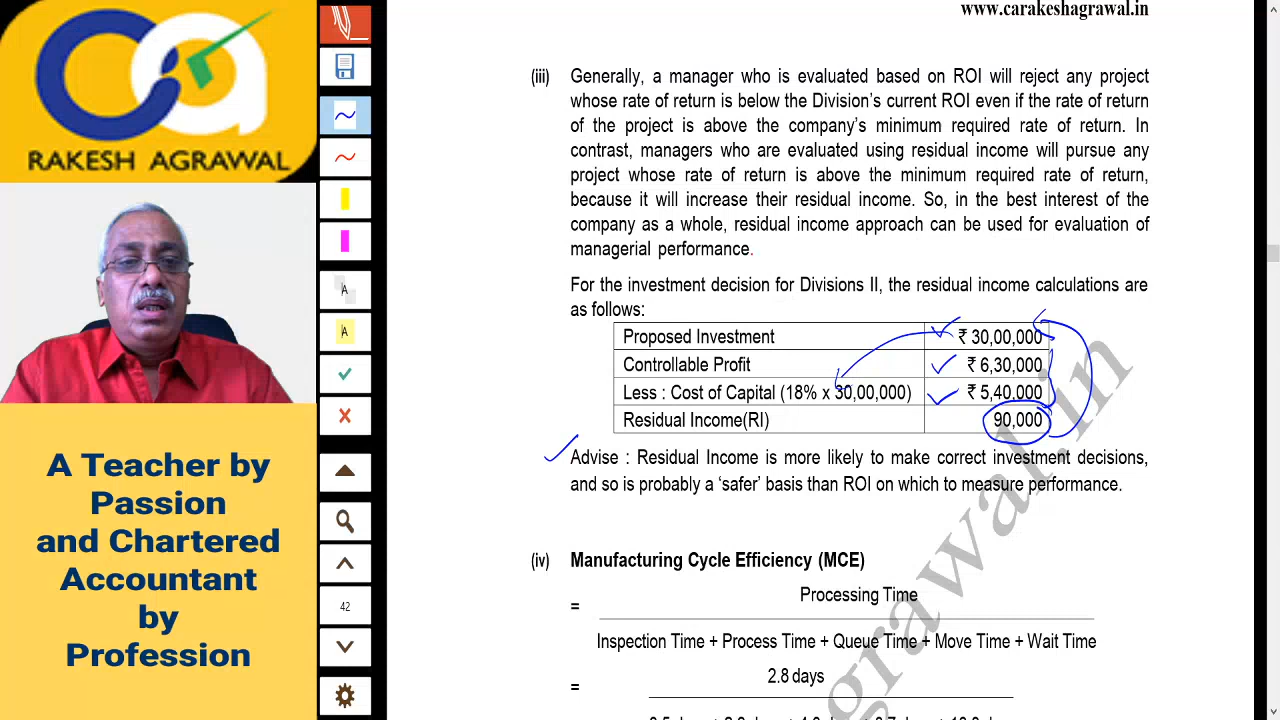 www.carakeshagrawal.in
RAKESH AGRAWAL
A Teacher by
Passion
and Chartered
Accountant
by
Profession
A
A
42
(iii) Generally, a manager who is evaluated based on ROI will reject any project
whose rate of return is below the Division's current ROI even if the rate of return
of the project is above the company's minimum required rate of return. In
contrast, managers who are evaluated using residual income will pursue any
project whose rate of return is above the minimum required rate of return,
because it will increase their residual income. So, in the best interest of the
company as a whole, residual income approach can be used for evaluation of
managerial performance.
For the investment decision for Divisions II, the residual income calculations are
as follows:
Proposed Investment ₹ 30,00,000
Controllable Profit ₹ 6,30,000
Less : Cost of Capital (18% x 30,00,000) ₹ 5,40,000
Residual Income(RI) 90,000
Advise : Residual Income is more likely to make correct investment decisions,
and so is probably a 'safer' basis than ROI on which to measure performance.
(iv) Manufacturing Cycle Efficiency (MCE)
Processing Time
=
Inspection Time + Process Time + Queue Time + Move Time + Wait Time
2.8 days
=
grawal.in